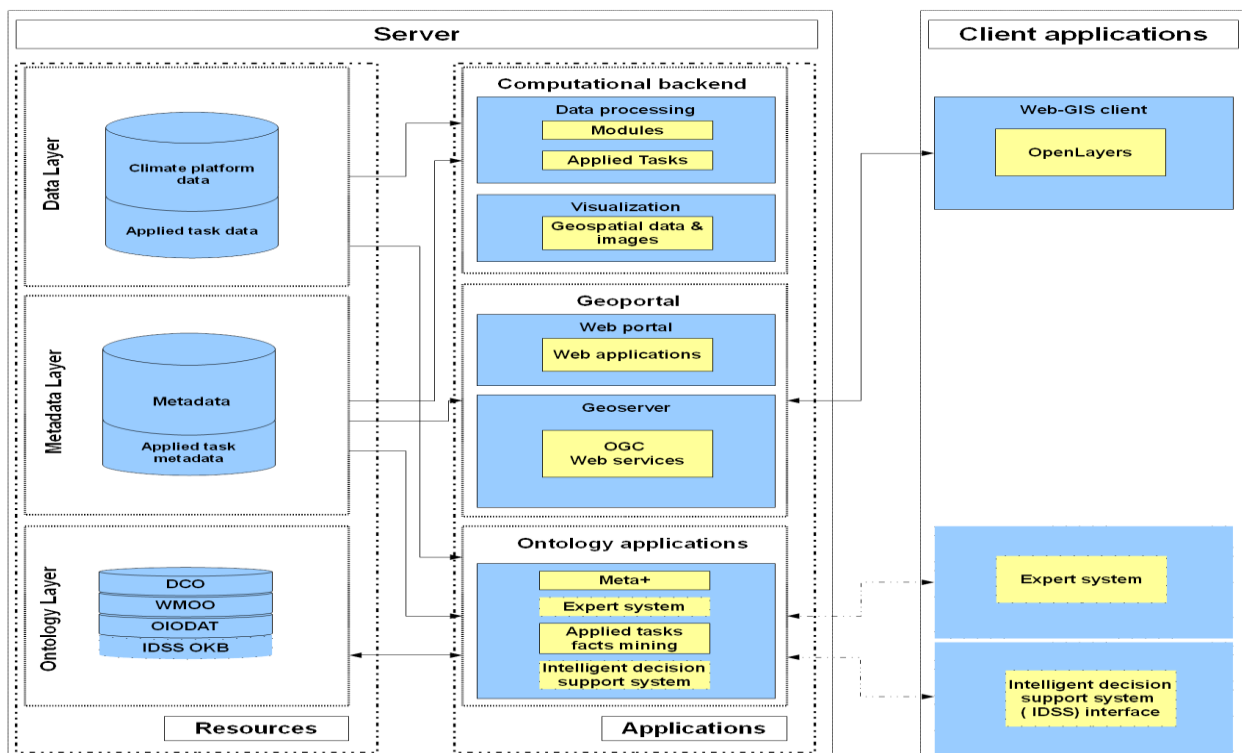 Server
Client applications
Data Layer
Climate platform
data
Applied task data
Metadata Layer
Metadata
Applied task
metadata
Ontology Layer
DCO
WMOO
OIODAT
IDSS OKB
Resources
Computational backend
Data processing
Modules
Applied Tasks
Visualization
Geospatial data &
images
Geoportal
Web portal
Web applications
Geoserver
OGC
Web services
Ontology applications
Meta+
Expert system
Applied tasks
facts mining
Intelligent decision
support system
Applications
Web-GIS client
OpenLayers
Expert system
Intelligent decision
support system
( IDSS) interface